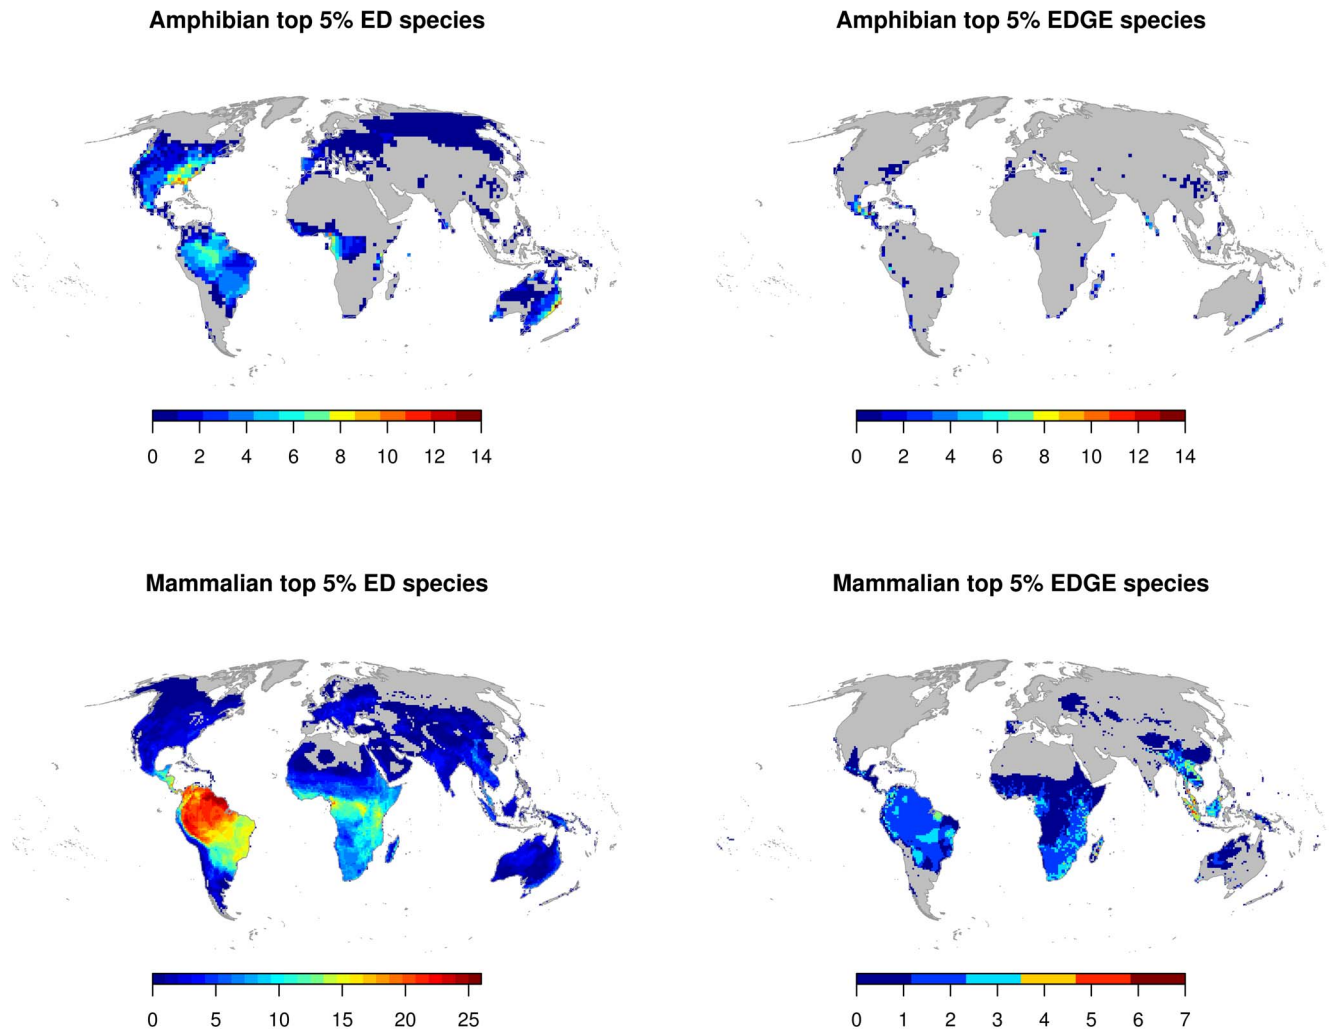 Amphibian top 5% ED species
Amphibian top 5% EDGE species
0 2 4 6 8 10 12 14
0 2 4 6 8 10 12 14
Mammalian top 5% ED species
Mammalian top 5% EDGE species
0 5 10 15 20 25
0 1 2 3 4 5 6 7